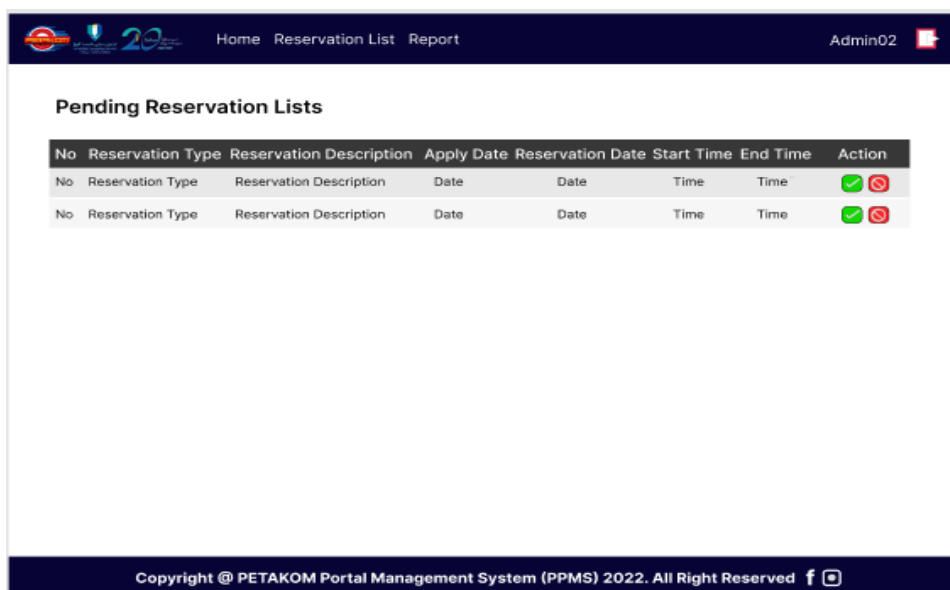 Home Reservation List Report Admin02
Pending Reservation Lists
No Reservation Type Reservation Description Apply Date Reservation Date Start Time End Time Action
No Reservation Type Reservation Description Date Date Time Time
No Reservation Type Reservation Description Date Date Time Time
Copyright @ PETAKOM Portal Management System (PPMS) 2022. All Right Reserved